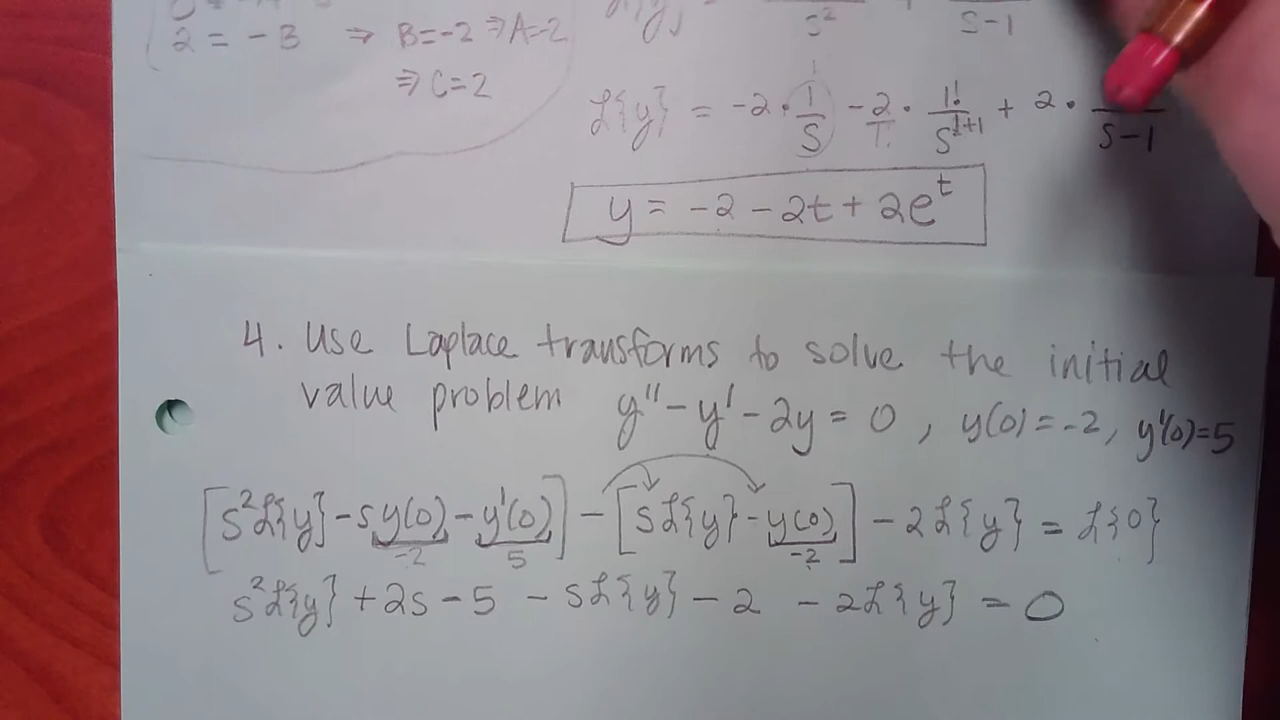 2 = -B ⇒ B=-2 ⇒A=-2
s² s-1
⇒ C=2
ℒ{y} = -2 · 1/s - 2/1! · 1!/s^(1+1) + 2 · /s-1
y = -2 - 2t + 2e^t
4. Use Laplace transforms to solve the initial
value problem y'' - y' - 2y = 0 , y(0) = -2, y'(0)=5
[s²ℒ{y} - sy(0) - y'(0)] - [sℒ{y} - y(0)] - 2ℒ{y} = ℒ{0}
-2 5 -2
s²ℒ{y} + 2s - 5 - sℒ{y} - 2 - 2ℒ{y} = 0